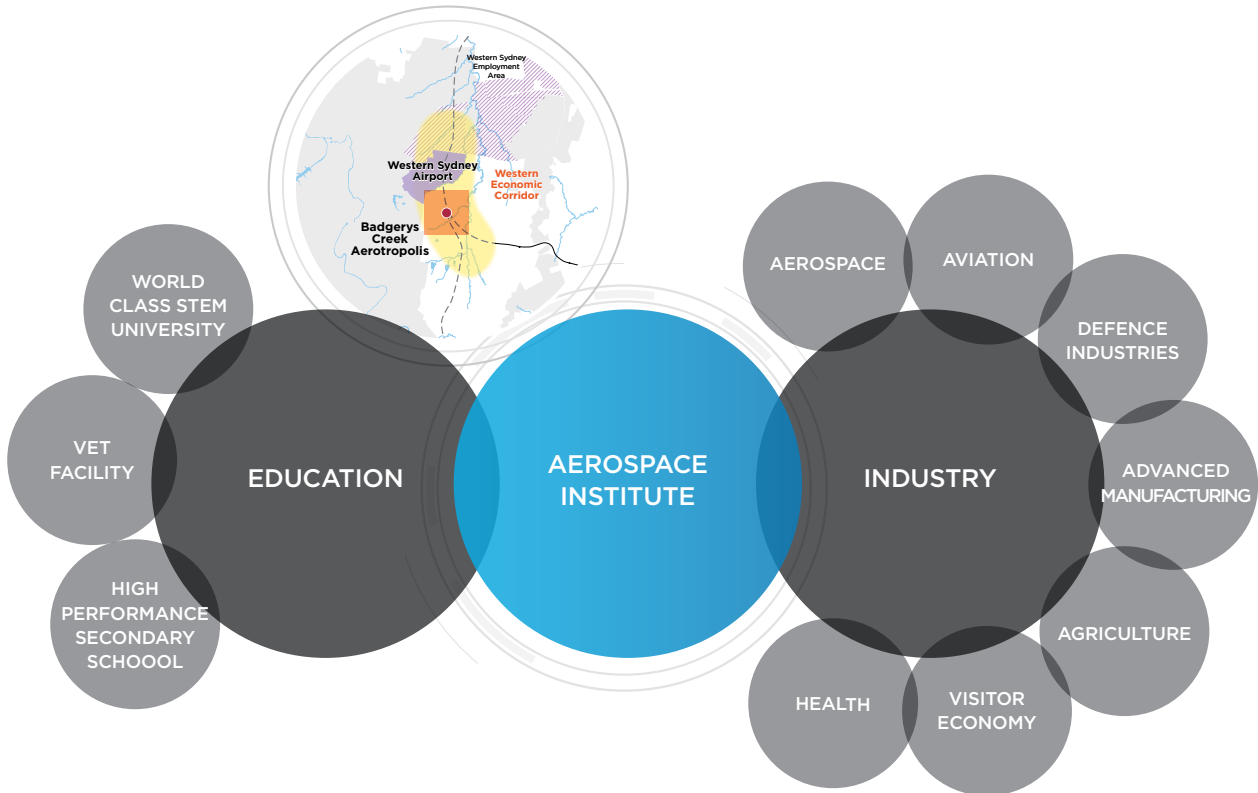 Western Sydney
Employment
Area
Western Sydney
Airport
Western
Economic
Corridor
Badgerys
Creek
Aerotropolis
WORLD
CLASS STEM
UNIVERSITY
VET
FACILITY
HIGH
PERFORMANCE
SECONDARY
SCHOOOL
EDUCATION
AEROSPACE
INSTITUTE
INDUSTRY
AEROSPACE
AVIATION
DEFENCE
INDUSTRIES
ADVANCED
MANUFACTURING
AGRICULTURE
VISITOR
ECONOMY
HEALTH